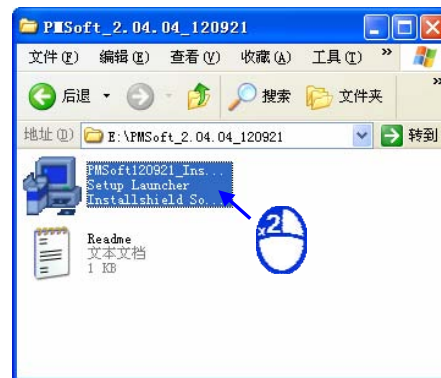 PMSoft_2.04.04_120921
文件(F) 编辑(E) 查看(V) 收藏(A) 工具(T) »
后退 搜索 文件夹 »
地址(D) E:\PMSoft_2.04.04_120921 转到
PMSoft120921_Ins...
Setup Launcher
Installshield So...
x2
Readme
文本文档
1 KB